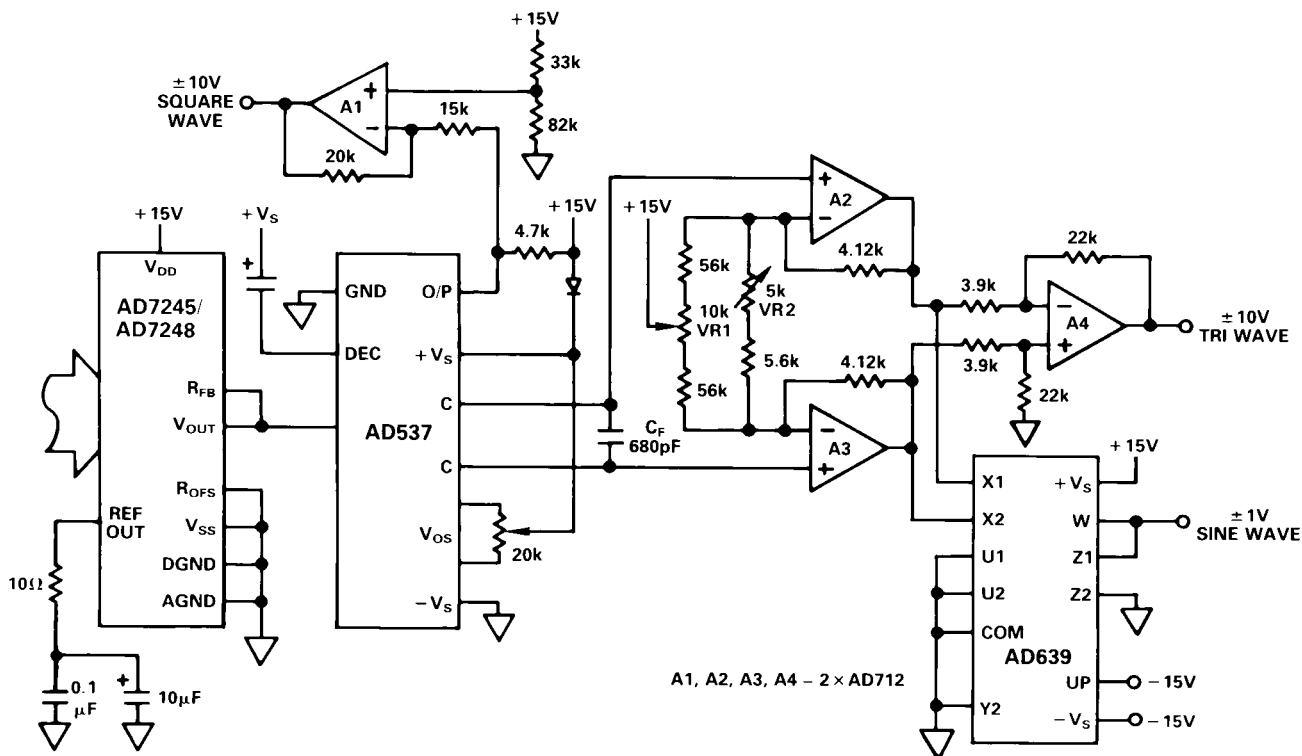 +15V
33k
±10V
SQUARE
WAVE
A1
+
−
15k
82k
20k
+15V
+VS
+
VDD
AD7245/
AD7248
RFB
VOUT
ROFS
VSS
DGND
AGND
REF
OUT
10Ω
0.1
μF
+
10μF
GND
DEC
O/P
+VS
C
AD537
C
VOS
−VS
4.7k
+15V
20k
CF
680pF
+15V
56k
10k
VR1
56k
5k
VR2
5.6k
+
−
A2
4.12k
4.12k
−
+
A3
3.9k
3.9k
22k
−
+
A4
22k
±10V
TRI WAVE
+15V
X1
X2
U1
U2
COM
Y2
+VS
W
Z1
Z2
AD639
UP
−VS
−15V
−15V
±1V
SINE WAVE
A1, A2, A3, A4 – 2 × AD712